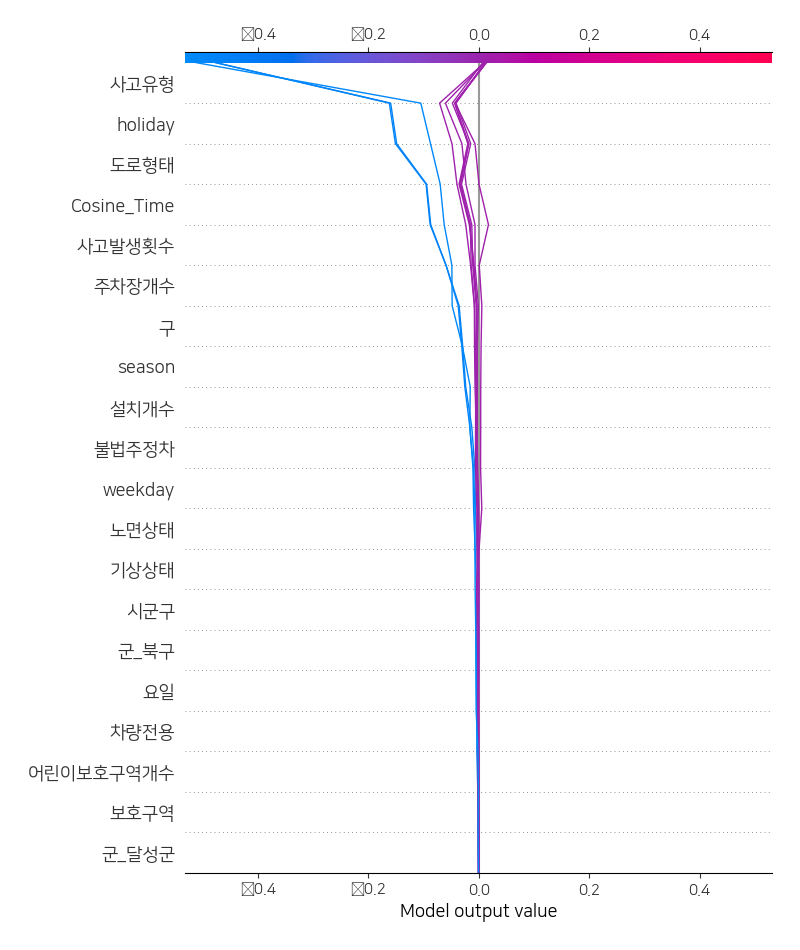 ▯0.4 ▯0.2 0.0 0.2 0.4
사고유형
holiday
도로형태
Cosine_Time
사고발생횟수
주차장개수
구
season
설치개수
불법주정차
weekday
노면상태
기상상태
시군구
군_북구
요일
차량전용
어린이보호구역개수
보호구역
군_달성군
▯0.4 ▯0.2 0.0 0.2 0.4
Model output value